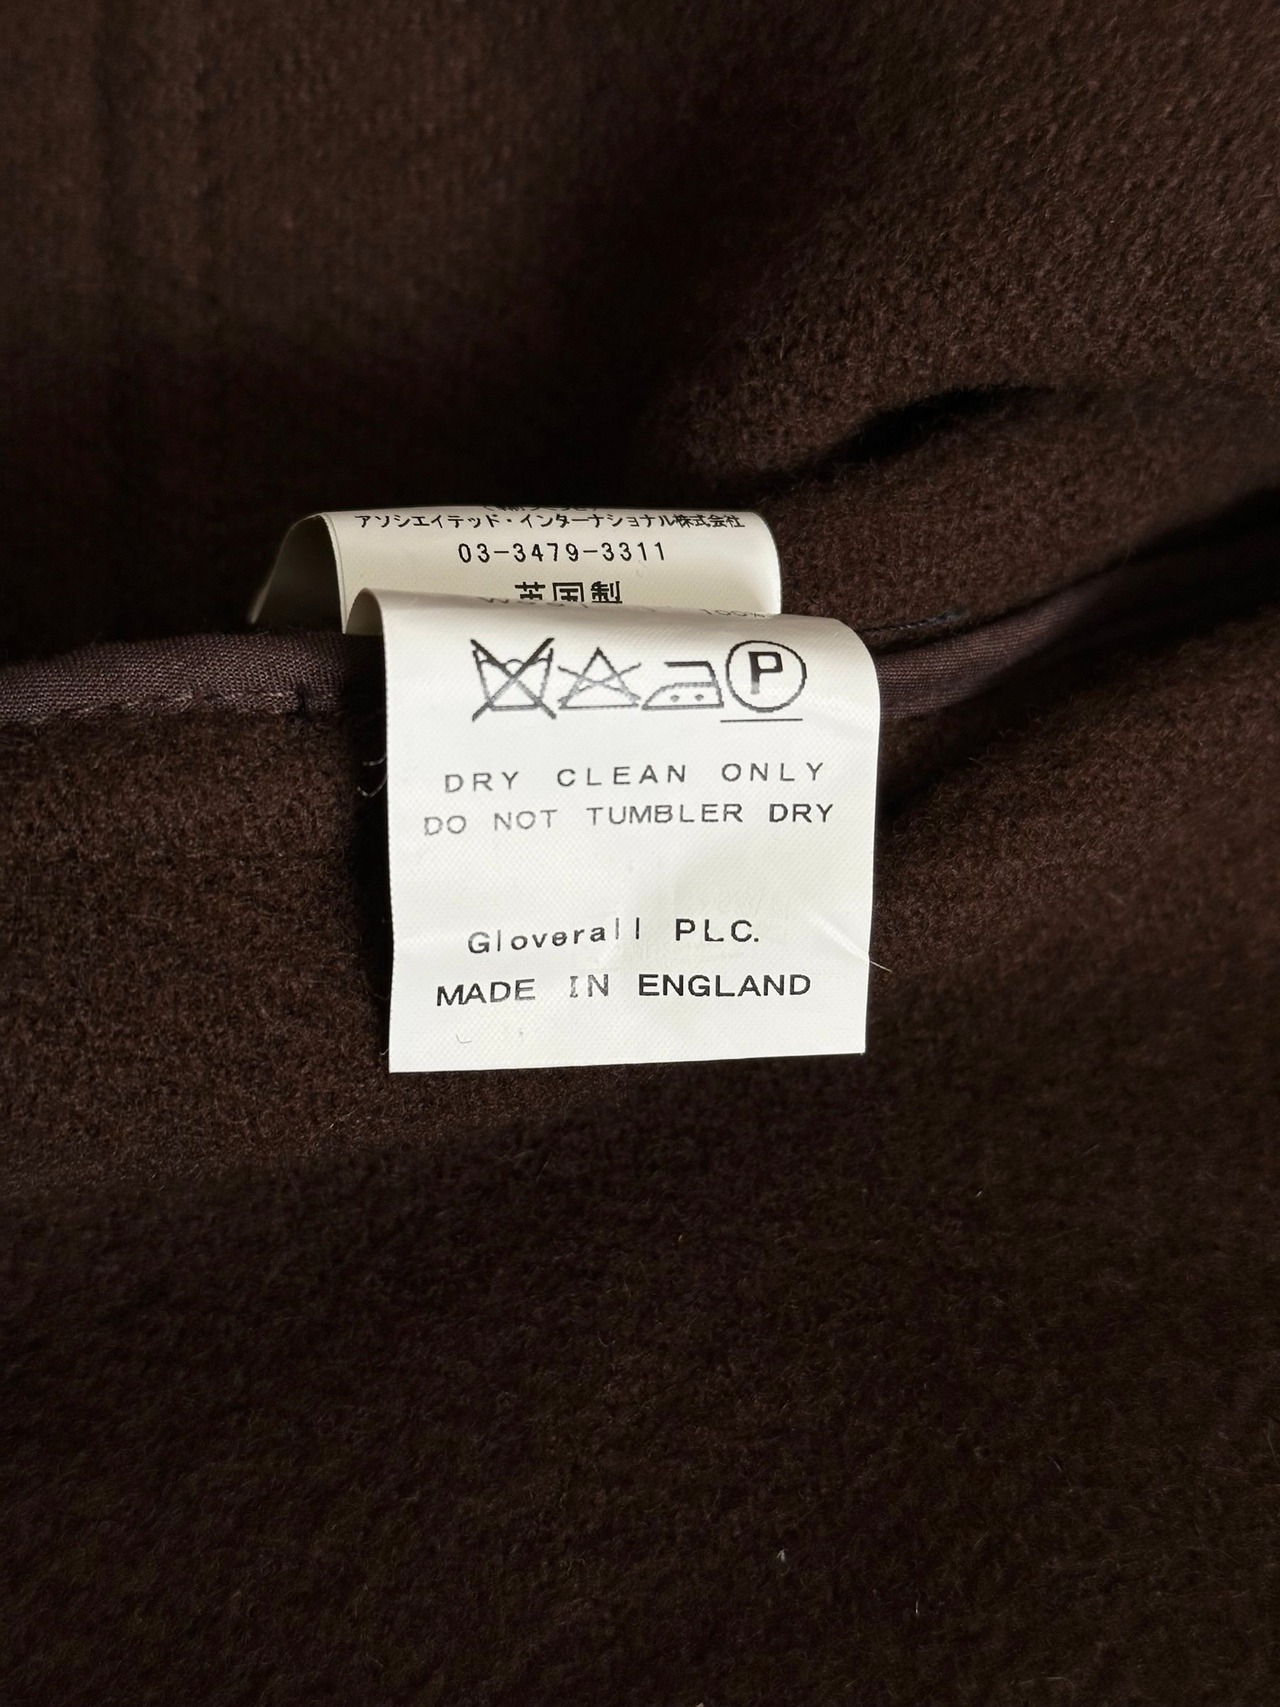 アソシエイテッド・インターナショナル株式会社
03-3479-3311
英国製
100%
P
DRY CLEAN ONLY
DO NOT TUMBLER DRY
Gloverall PLC.
MADE IN ENGLAND